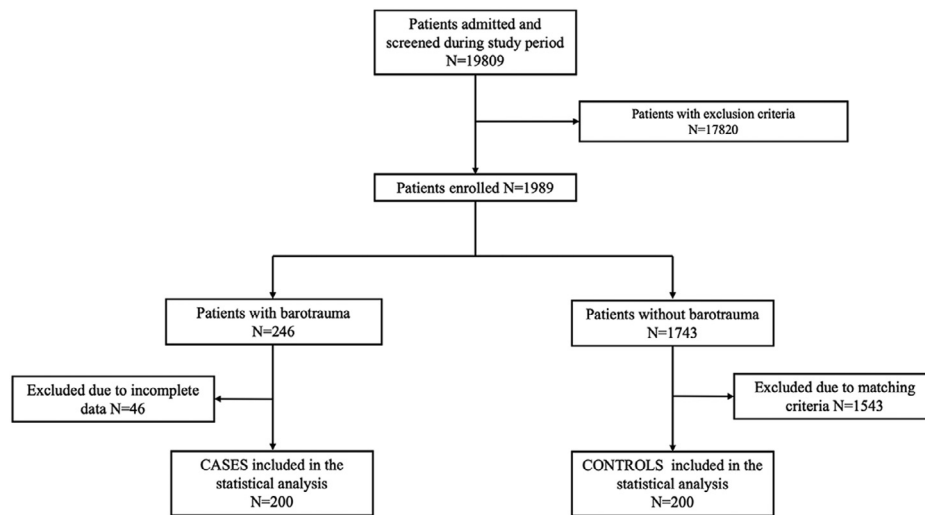 Patients admitted and
screened during study period
N=19809
Patients with exclusion criteria
N=17820
Patients enrolled N=1989
Patients with barotrauma
N=246
Patients without barotrauma
N=1743
Excluded due to incomplete
data N=46
Excluded due to matching
criteria N=1543
CASES included in the
statistical analysis
N=200
CONTROLS included in the
statistical analysis
N=200